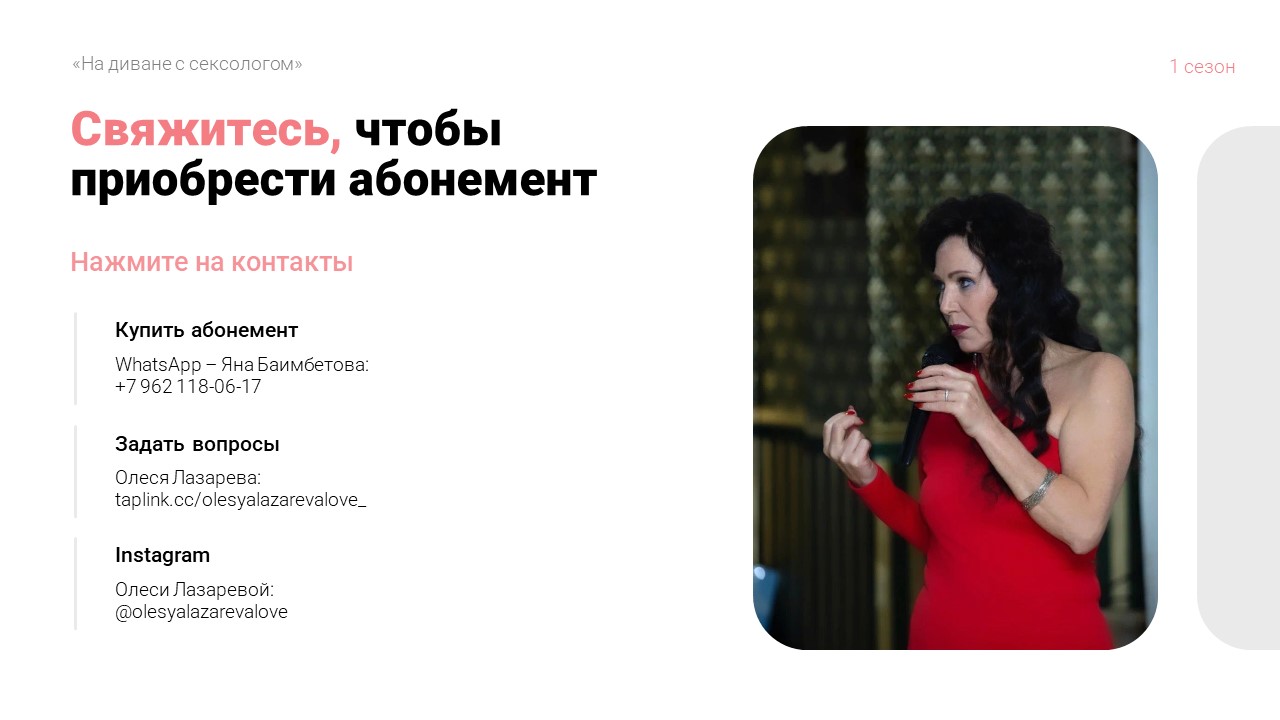 «На диване с сексологом»
1 сезон
Свяжитесь, чтобы
приобрести абонемент
Нажмите на контакты
Купить абонемент
WhatsApp – Яна Баимбетова:
+7 962 118-06-17
Задать вопросы
Олеся Лазарева:
taplink.cc/olesyalazarevalove_
Instagram
Олеси Лазаревой:
@olesyalazarevalove